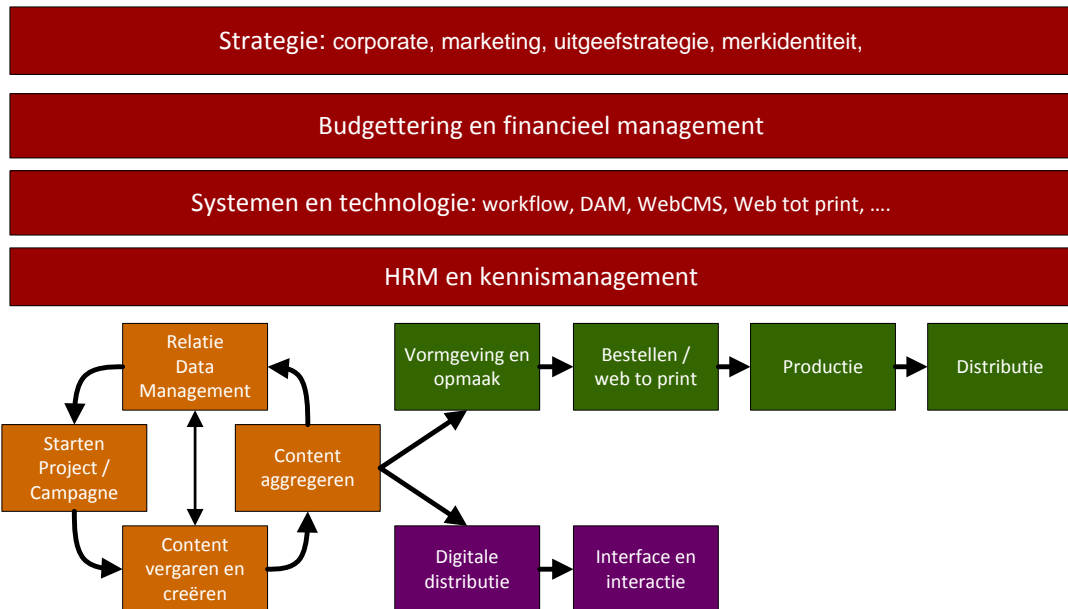 Strategie: corporate, marketing, uitgeefstrategie, merkidentiteit,
Budgettering en financieel management
Systemen en technologie: workflow, DAM, WebCMS, Web tot print, ....
HRM en kennismanagement
Relatie
Data
Management
Starten
Project /
Campagne
Content
aggregeren
Content
vergaren en
creëren
Vormgeving en
opmaak
Bestellen /
web to print
Productie
Distributie
Digitale
distributie
Interface en
interactie